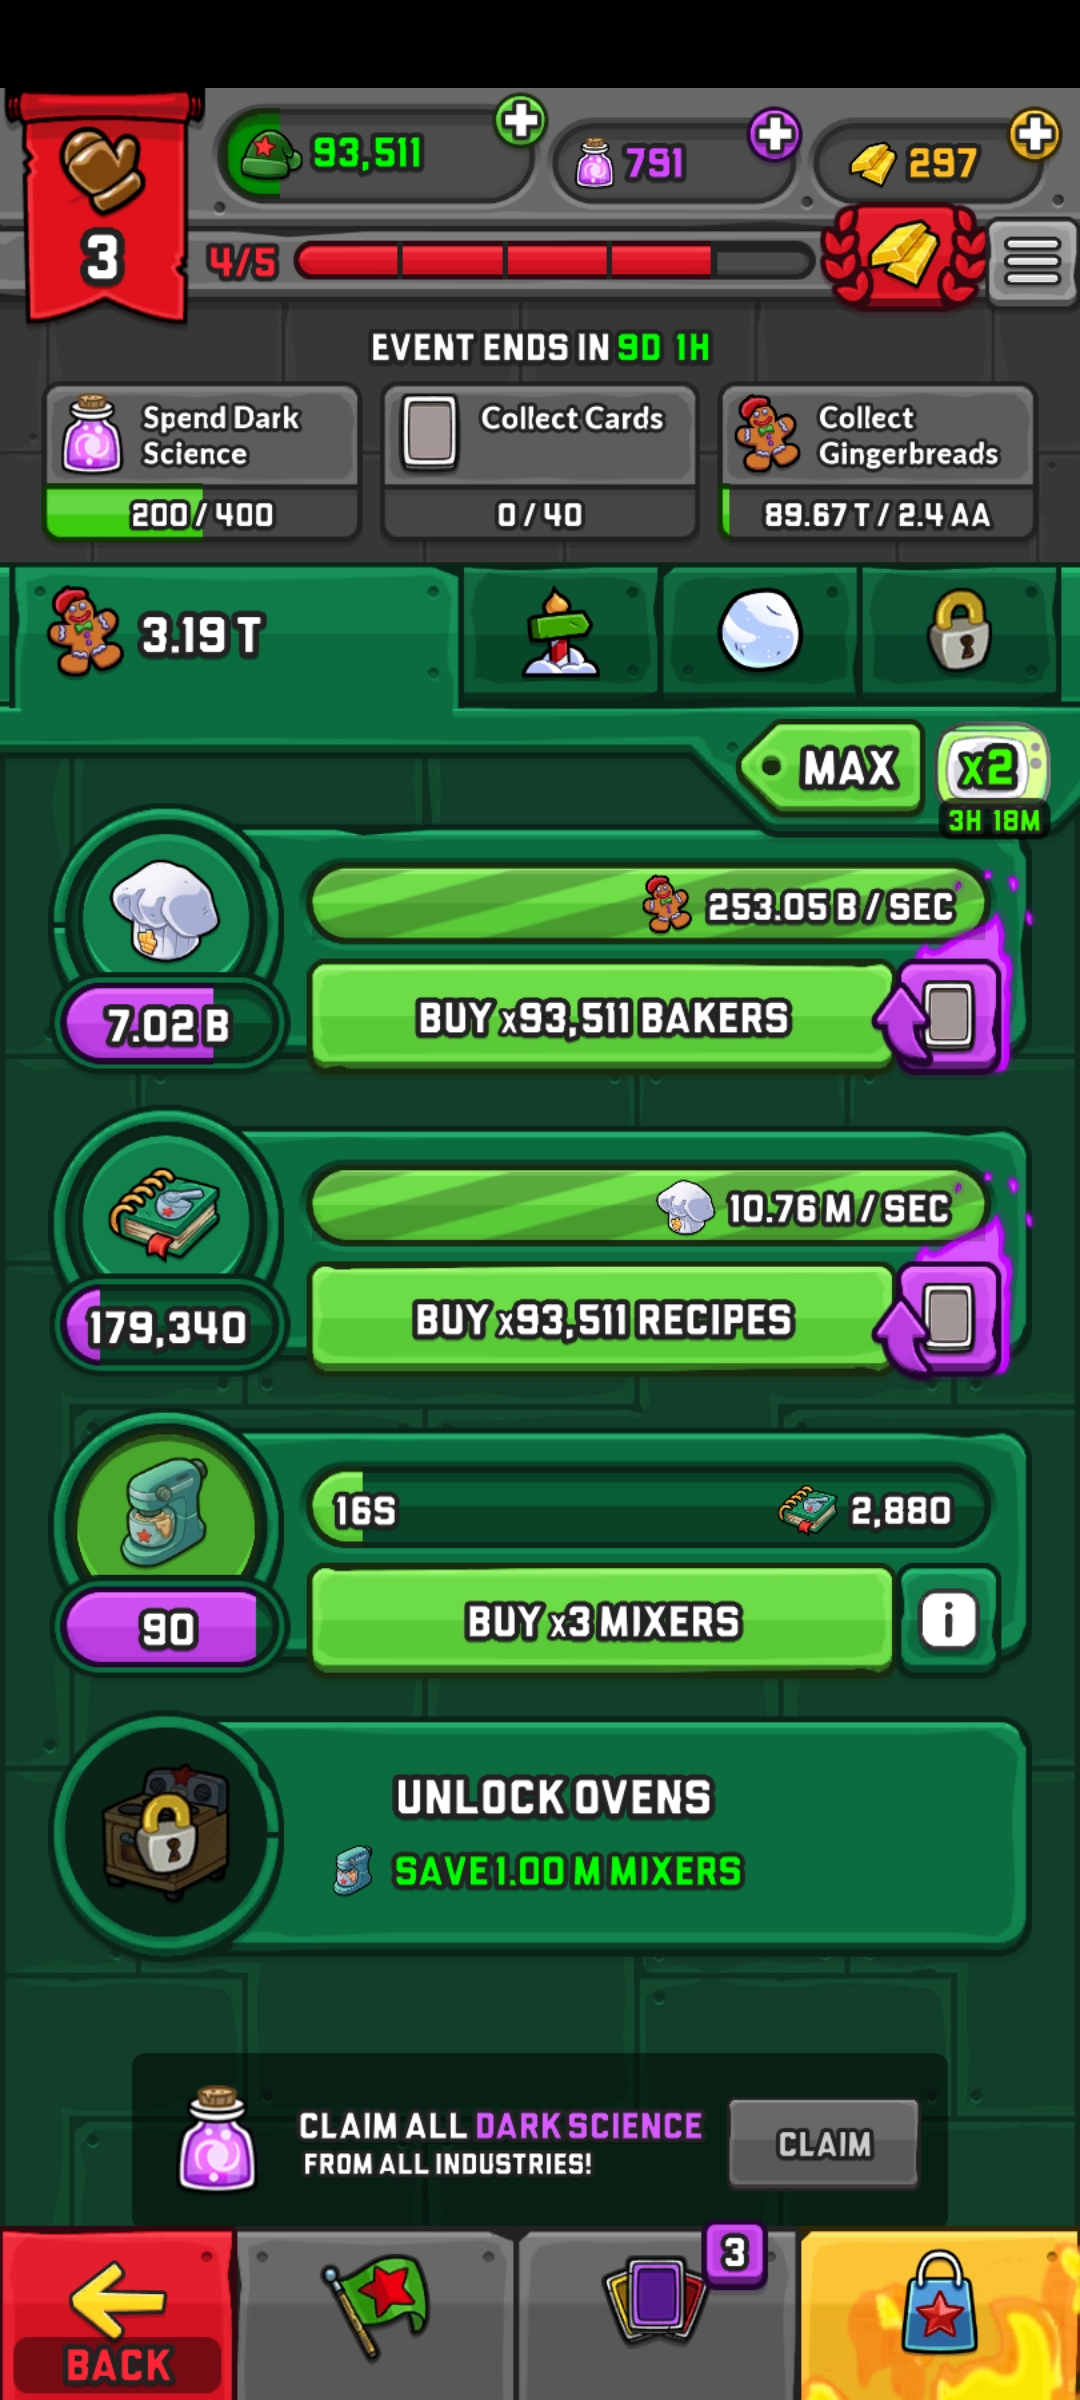 93,511
791
297
3
4/5
EVENT ENDS IN 9D 1H
Spend Dark
Science
200 / 400
Collect Cards
0 / 40
Collect
Gingerbreads
89.67 T / 2.4 AA
3.19 T
MAX
x2
3H 18M
253.05 B / SEC
7.02 B
BUY x93,511 BAKERS
10.76 M / SEC
179,340
BUY x93,511 RECIPES
16S
2,880
90
BUY x3 MIXERS
i
UNLOCK OVENS
SAVE 1.00 M MIXERS
CLAIM ALL DARK SCIENCE
FROM ALL INDUSTRIES!
CLAIM
3
BACK